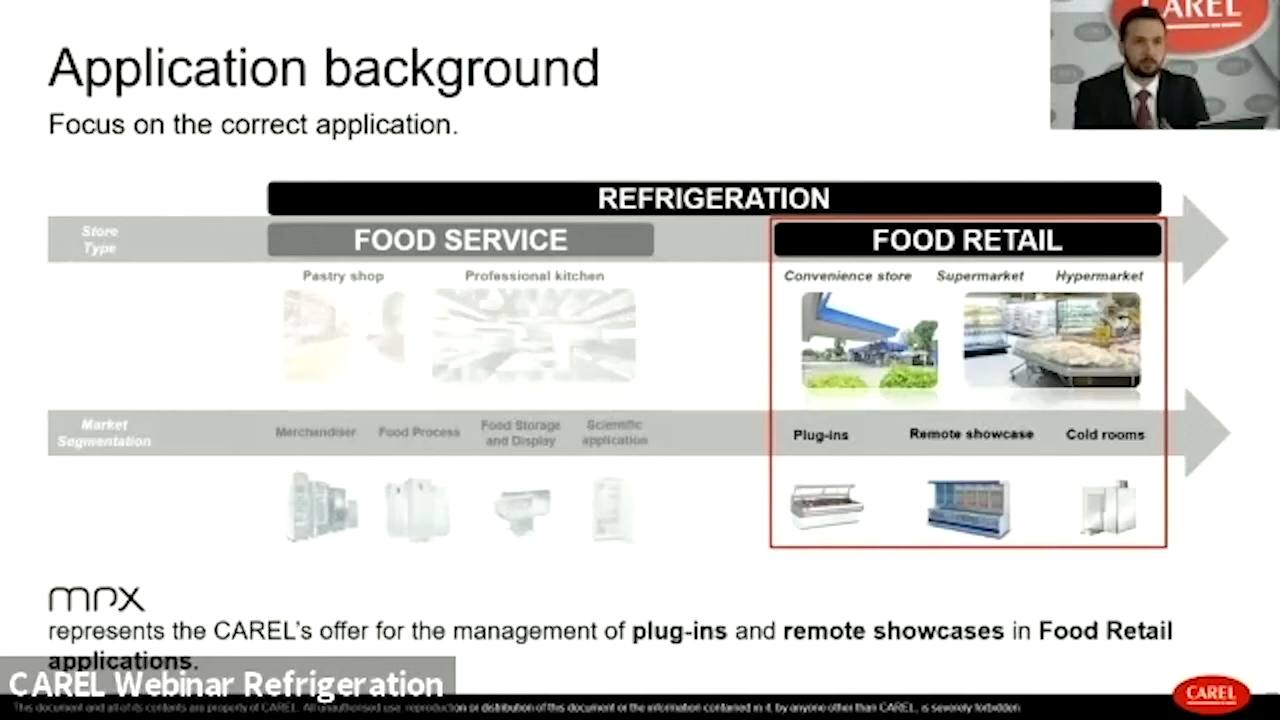 CAREL
Application background
Focus on the correct application.
REFRIGERATION
Store
Type
FOOD SERVICE
FOOD RETAIL
Pastry shop
Professional kitchen
Convenience store
Supermarket
Hypermarket
Market
Segmentation
Merchandiser
Food Process
Food Storage
and Display
Scientific
application
Plug-ins
Remote showcase
Cold rooms
mpx
represents the CAREL's offer for the management of plug-ins and remote showcases in Food Retail
applications.
CAREL Webinar Refrigeration
CAREL
This document and all of its contents are property of CAREL. All unauthorised use, reproduction or distribution of this document or the information contained in it, by anyone other than CAREL, is severely forbidden